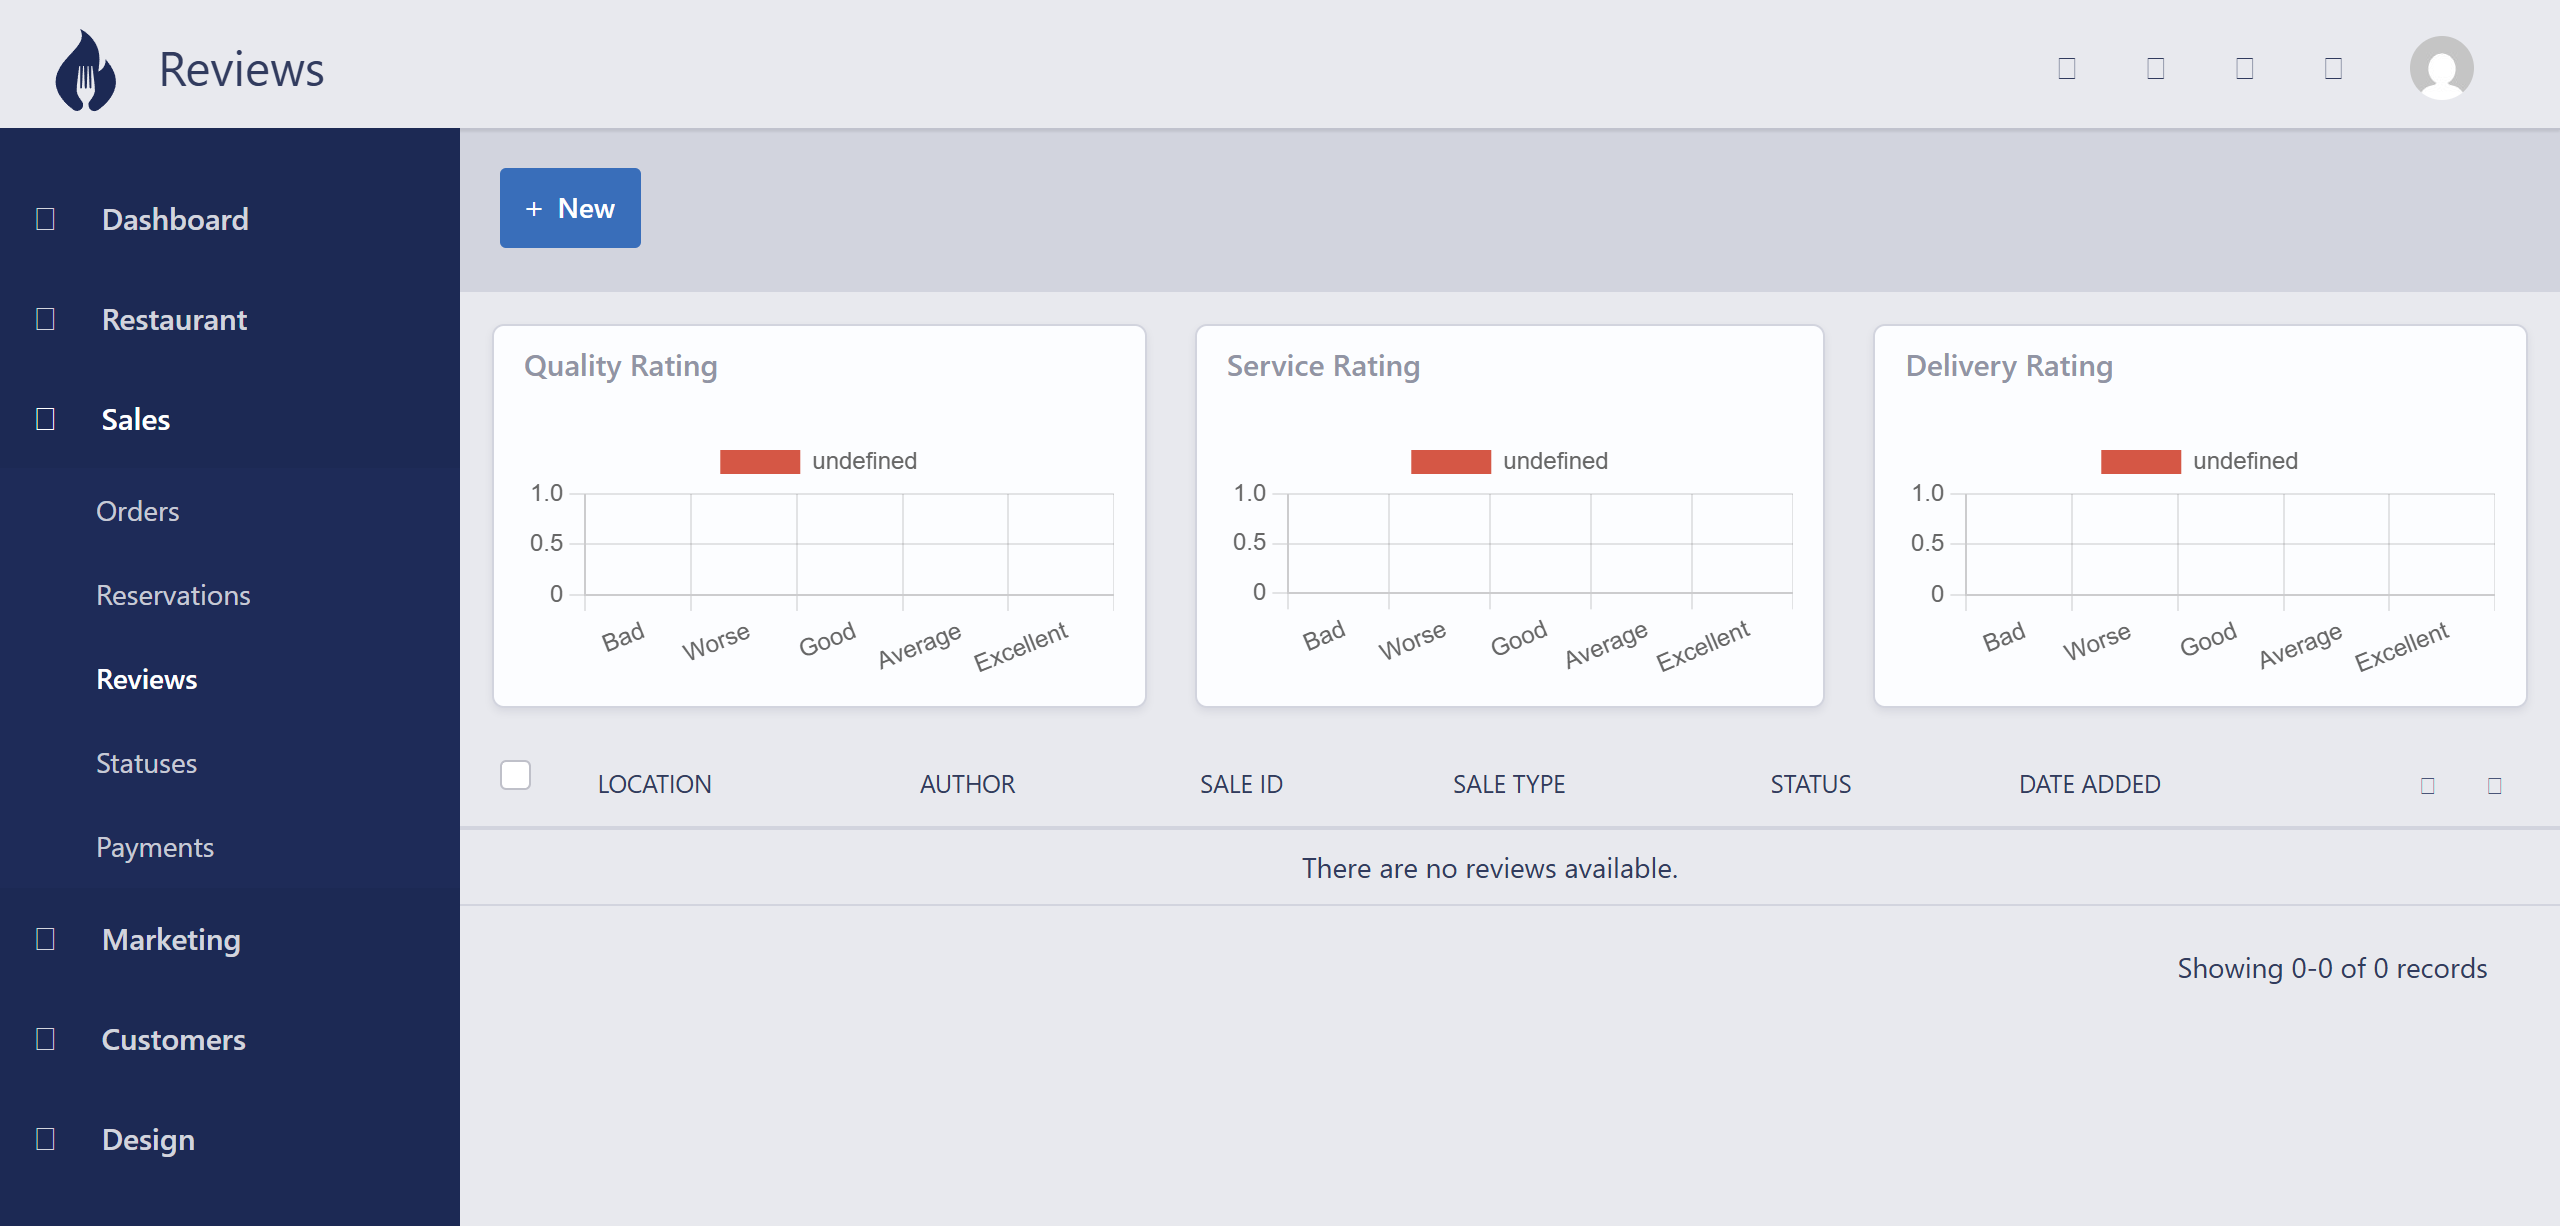 Reviews
Dashboard
Restaurant
Sales
Orders
Reservations
Reviews
Statuses
Payments
Marketing
Customers
Design
+ New
Quality Rating
undefined
1.0
0.5
0
Bad
Worse
Good
Average
Excellent
Service Rating
undefined
1.0
0.5
0
Bad
Worse
Good
Average
Excellent
Delivery Rating
undefined
1.0
0.5
0
Bad
Worse
Good
Average
Excellent
LOCATION AUTHOR SALE ID SALE TYPE STATUS DATE ADDED
There are no reviews available.
Showing 0-0 of 0 records